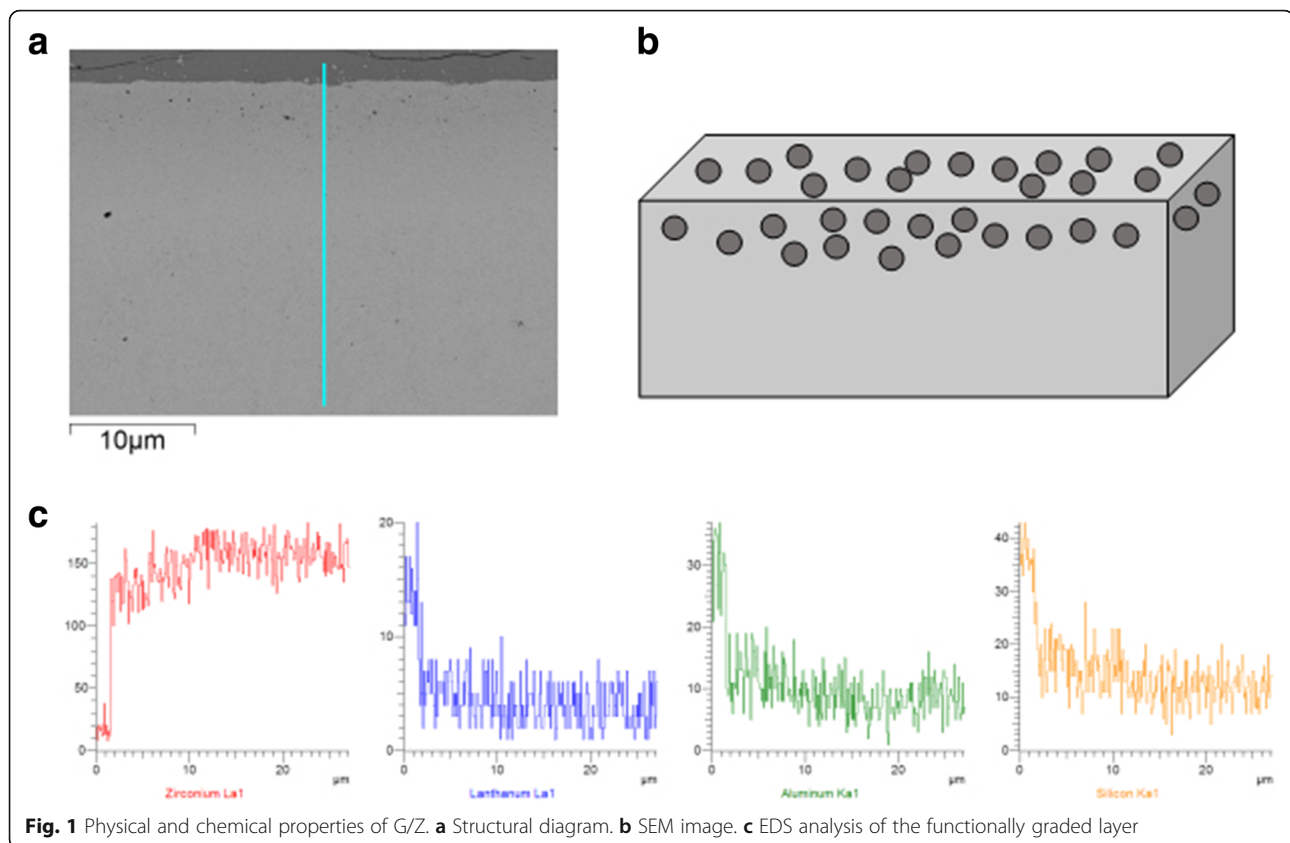 a
b
10µm
c
150
100
50
0
0 10 20
µm
Zirconium La1
20
10
0
0 10 20
µm
Lanthanum La1
30
20
10
0
0 10 20
µm
Aluminum Ka1
40
30
20
10
0
0 10 20
µm
Silicon Ka1
Fig. 1 Physical and chemical properties of G/Z. a Structural diagram. b SEM image. c EDS analysis of the functionally graded layer